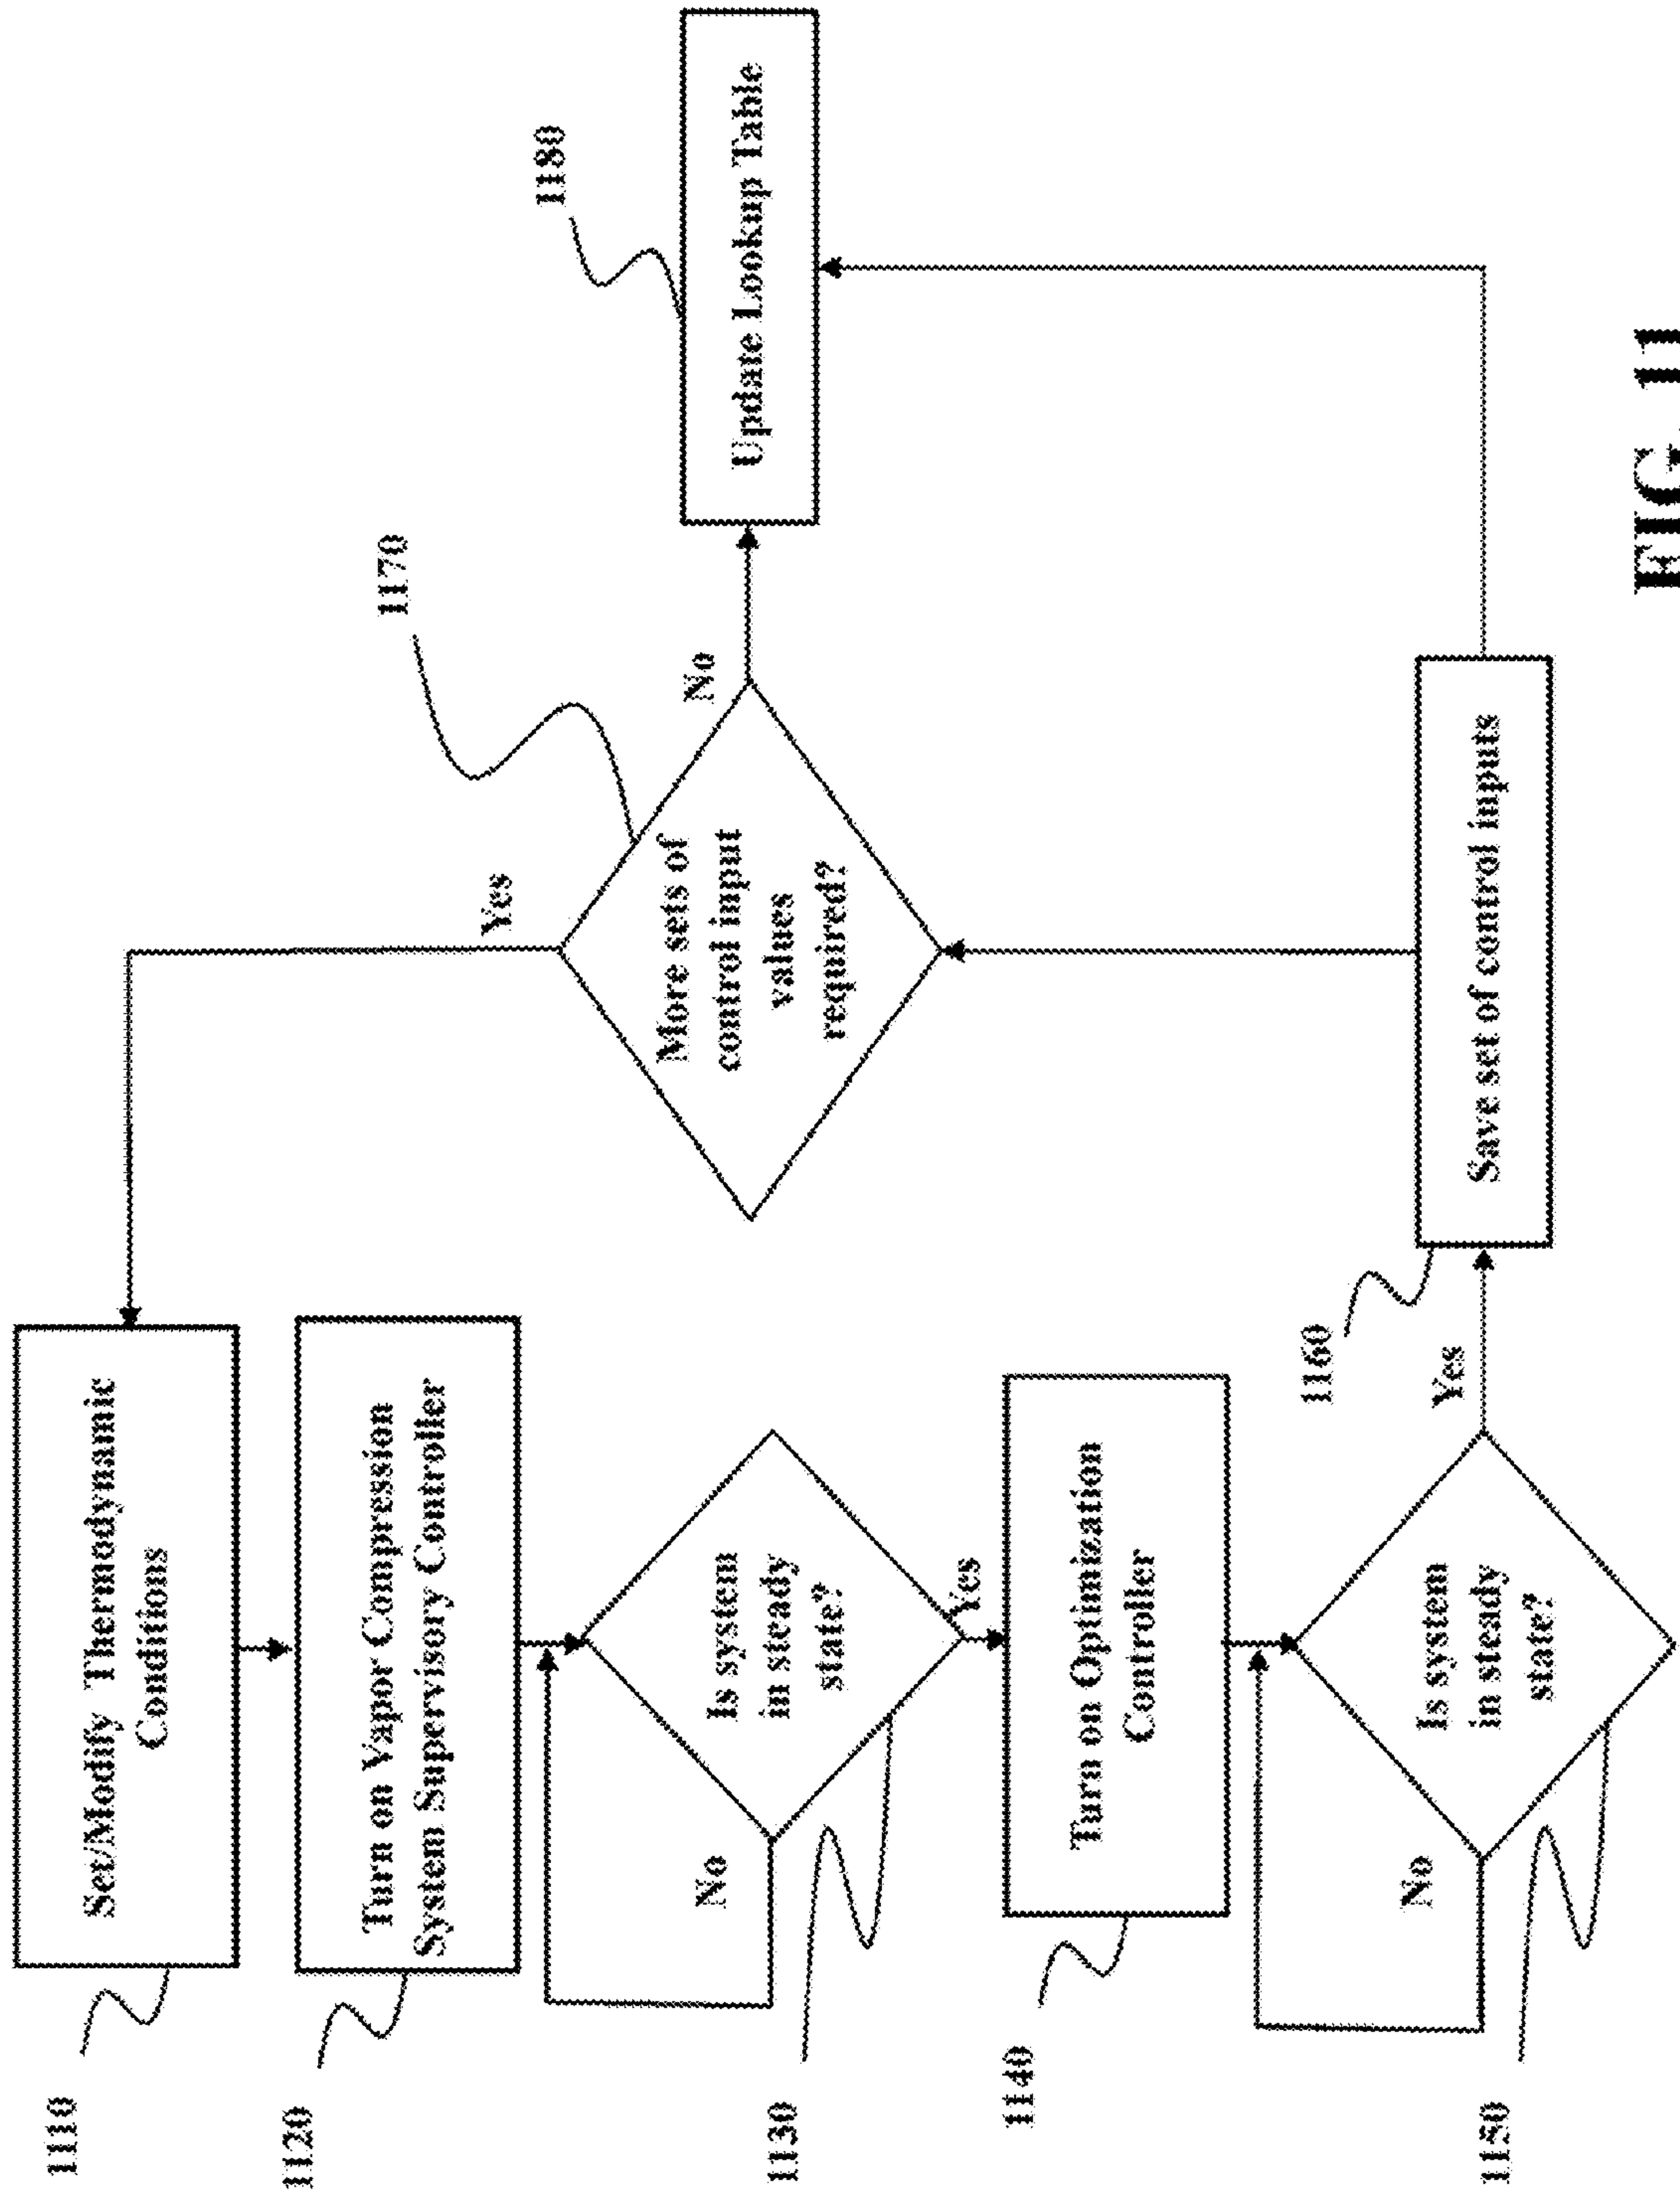 1110
Set/Modify Thermodynamic
Conditions
1120
Turn on Vapor Compression
System Supervisory Controller
1130
Is system
in steady
state?
No
Yes
1140
Turn on Optimization
Controller
1150
Is system
in steady
state?
No
Yes
1160
Save set of control inputs
1170
More sets of
control input
values
required?
Yes
No
1180
Update Lookup Table
FIG. 11